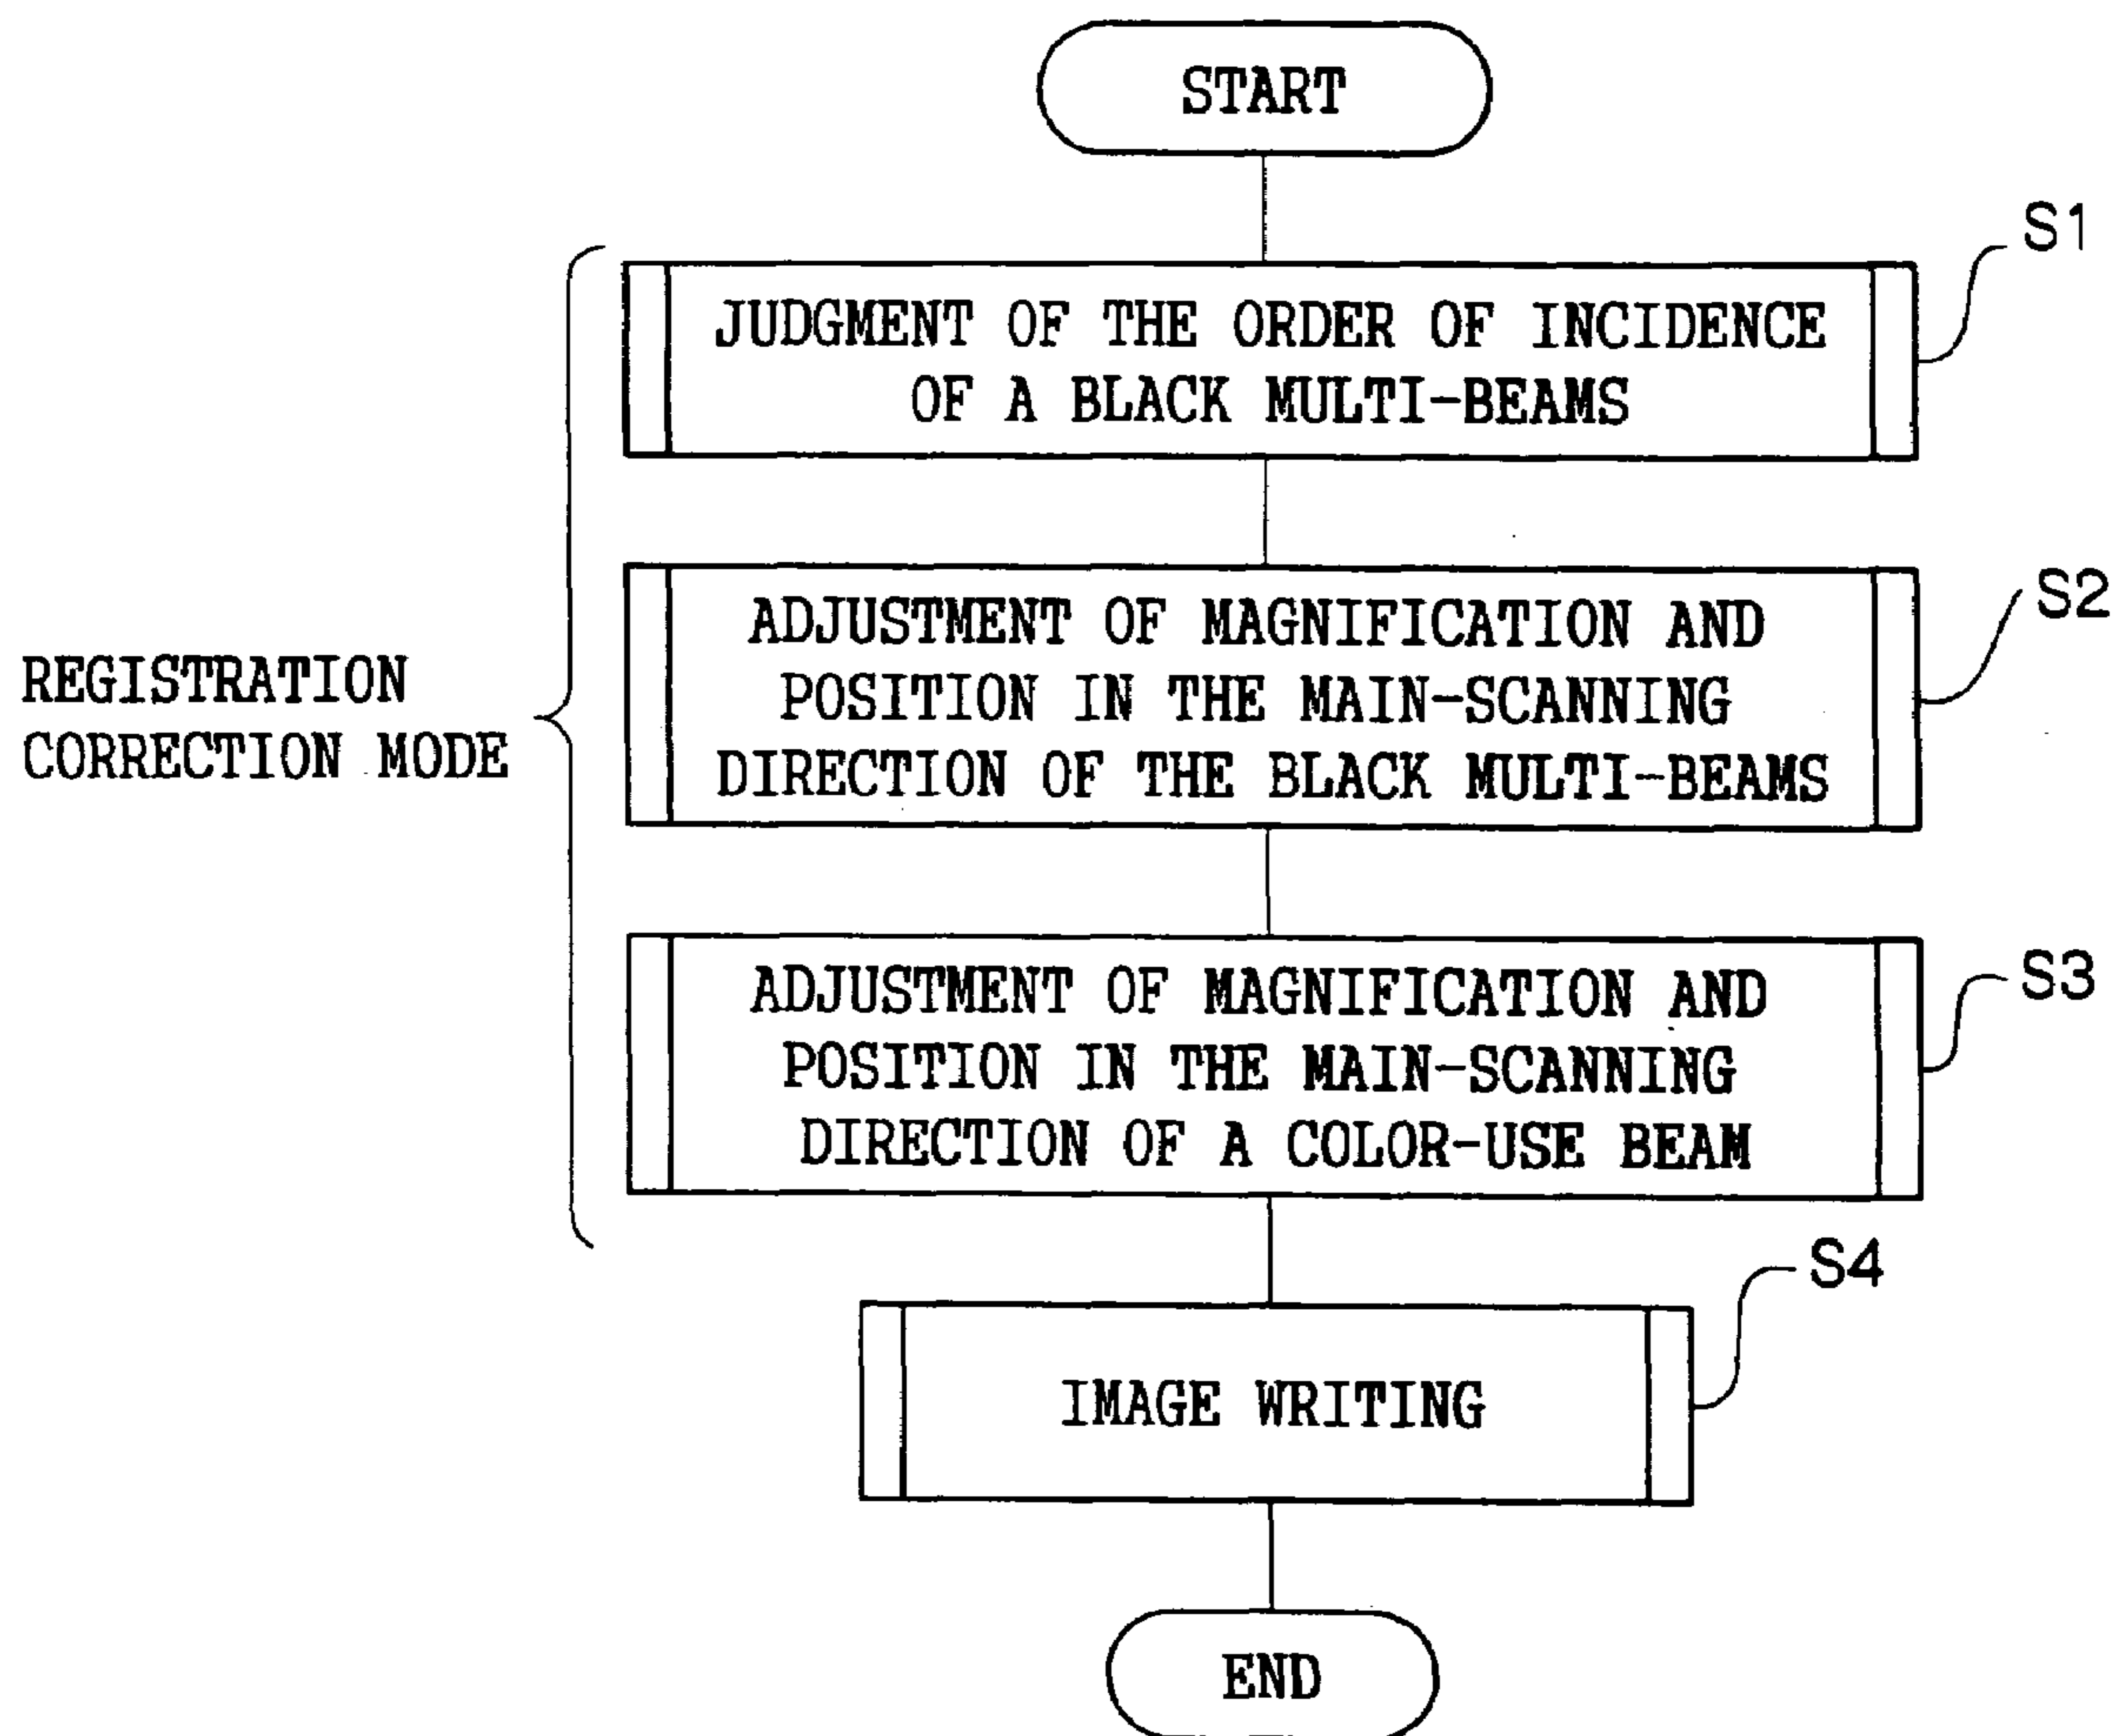 START
S1
JUDGMENT OF THE ORDER OF INCIDENCE
OF A BLACK MULTI-BEAMS
S2
ADJUSTMENT OF MAGNIFICATION AND
POSITION IN THE MAIN-SCANNING
DIRECTION OF THE BLACK MULTI-BEAMS
REGISTRATION
CORRECTION MODE
S3
ADJUSTMENT OF MAGNIFICATION AND
POSITION IN THE MAIN-SCANNING
DIRECTION OF A COLOR-USE BEAM
S4
IMAGE WRITING
END